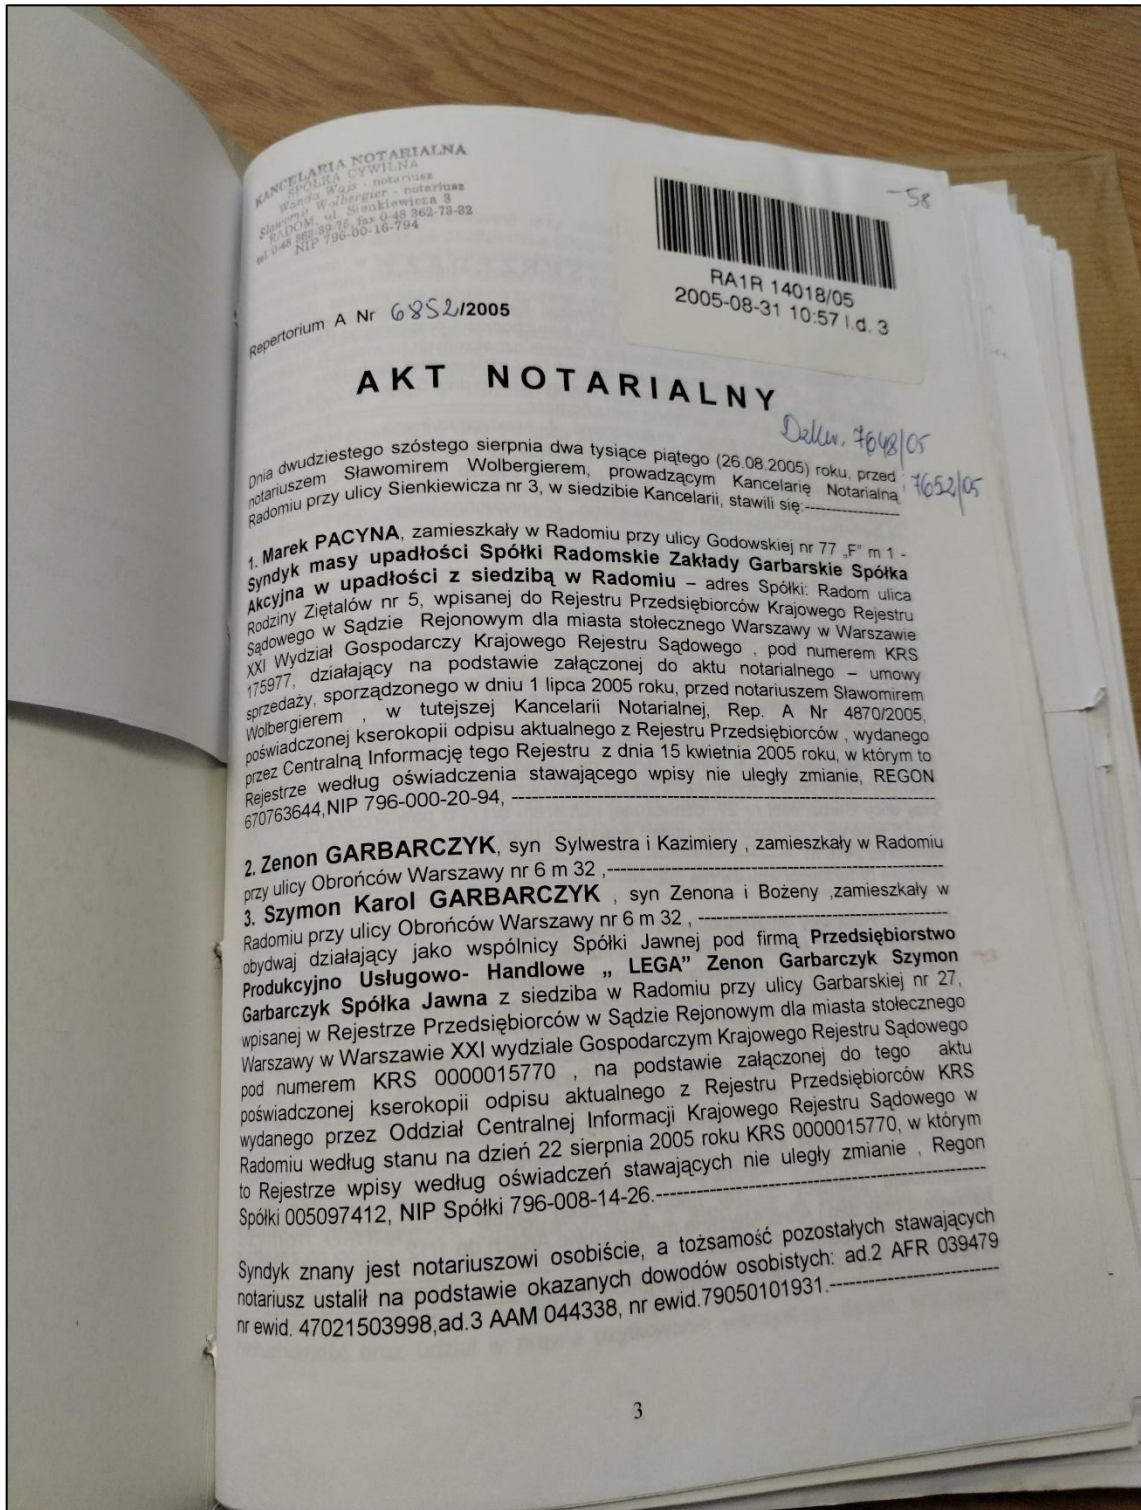 KANCELARIA NOTARIALNA
SPÓŁKA CYWILNA
Wanda Wajs - notariusz
Sławomir Wolbergier - notariusz
RADOM, ul. Sienkiewicza 3
fax 0-48 362-73-32
NIP 796-00-16-794
-58
RA1R 14018/05
2005-08-31 10:57 l.d. 3
Repertorium A Nr 6852/2005
AKT NOTARIALNY
Dzkw. 7648/05
7652/05
Dnia dwudziestego szóstego sierpnia dwa tysiące piątego (26.08.2005) roku, przed
notariuszem Sławomirem Wolbergierem, prowadzącym Kancelarię Notarialną
Radomiu przy ulicy Sienkiewicza nr 3, w siedzibie Kancelarii, stawili się:-----------------
1. Marek PACYNA, zamieszkały w Radomiu przy ulicy Godowskiej nr 77 „F” m 1 -
Syndyk masy upadłości Spółki Radomskie Zakłady Garbarskie Spółka
Akcyjna w upadłości z siedzibą w Radomiu – adres Spółki: Radom ulica
Rodziny Ziętalów nr 5, wpisanej do Rejestru Przedsiębiorców Krajowego Rejestru
Sądowego w Sądzie Rejonowym dla miasta stołecznego Warszawy w Warszawie
XXI Wydział Gospodarczy Krajowego Rejestru Sądowego , pod numerem KRS
175977, działający na podstawie załączonej do aktu notarialnego – umowy
sprzedaży, sporządzonego w dniu 1 lipca 2005 roku, przed notariuszem Sławomirem
Wolbergierem , w tutejszej Kancelarii Notarialnej, Rep. A Nr 4870/2005,
poświadczonej kserokopii odpisu aktualnego z Rejestru Przedsiębiorców , wydanego
przez Centralną Informację tego Rejestru z dnia 15 kwietnia 2005 roku, w którym to
Rejestrze według oświadczenia stawającego wpisy nie uległy zmianie, REGON
670763644,NIP 796-000-20-94, ------------------------------------------------------------
2. Zenon GARBARCZYK, syn Sylwestra i Kazimiery , zamieszkały w Radomiu
przy ulicy Obrońców Warszawy nr 6 m 32 ,------------------------------------------------
3. Szymon Karol GARBARCZYK , syn Zenona i Bożeny ,zamieszkały w
Radomiu przy ulicy Obrońców Warszawy nr 6 m 32 , -----------------------------------
obydwaj działający jako wspólnicy Spółki Jawnej pod firmą Przedsiębiorstwo
Produkcyjno Usługowo- Handlowe „ LEGA” Zenon Garbarczyk Szymon
Garbarczyk Spółka Jawna z siedziba w Radomiu przy ulicy Garbarskiej nr 27,
wpisanej w Rejestrze Przedsiębiorców w Sądzie Rejonowym dla miasta stołecznego
Warszawy w Warszawie XXI wydziale Gospodarczym Krajowego Rejestru Sądowego
pod numerem KRS 0000015770 , na podstawie załączonej do tego aktu
poświadczonej kserokopii odpisu aktualnego z Rejestru Przedsiębiorców KRS
wydanego przez Oddział Centralnej Informacji Krajowego Rejestru Sądowego w
Radomiu według stanu na dzień 22 sierpnia 2005 roku KRS 0000015770, w którym
to Rejestrze wpisy według oświadczeń stawających nie uległy zmianie , Regon
Spółki 005097412, NIP Spółki 796-008-14-26.-----------------------------------------------
Syndyk znany jest notariuszowi osobiście, a tożsamość pozostałych stawających
notariusz ustalił na podstawie okazanych dowodów osobistych: ad.2 AFR 039479
nr ewid. 47021503998,ad.3 AAM 044338, nr ewid.79050101931.------------------------
3